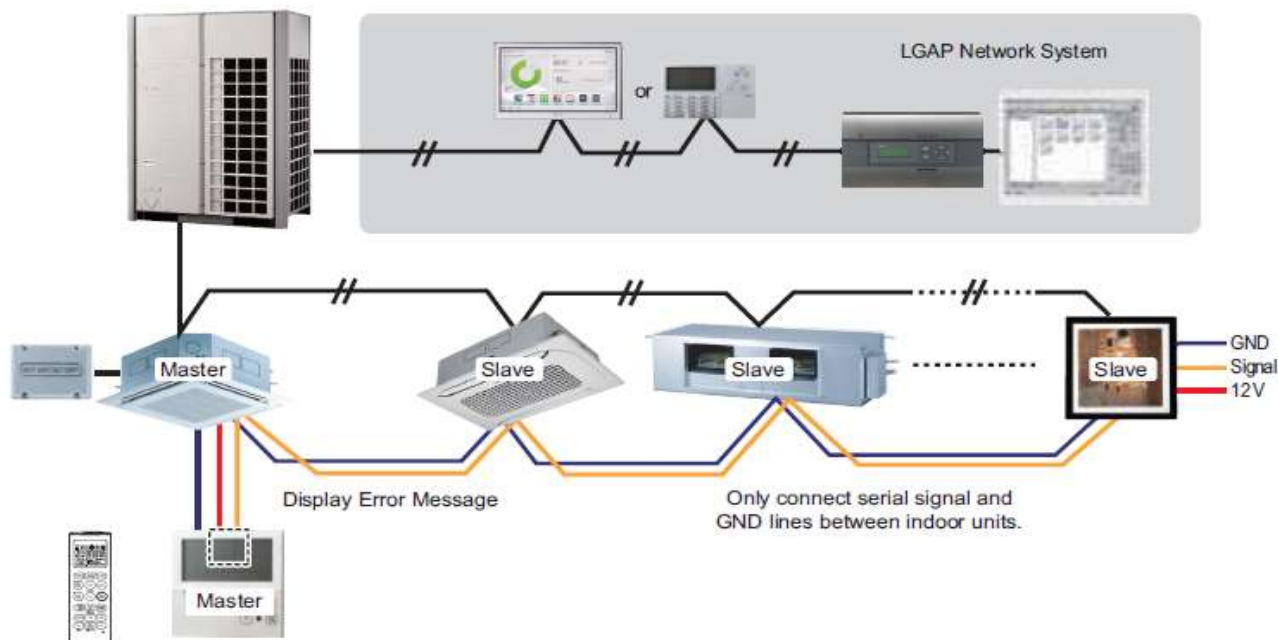 LGAP Network System
or
Master
Slave
Slave
Slave
GND
Signal
12V
Display Error Message
Only connect serial signal and
GND lines between indoor units.
Master